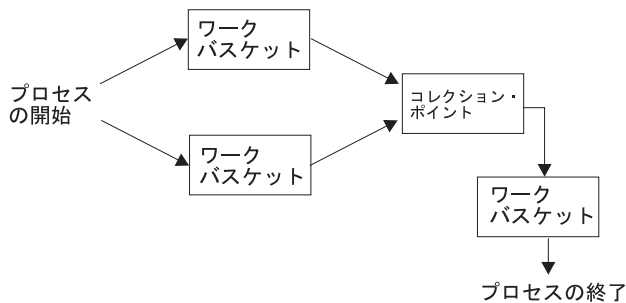 ワーク
バスケット
プロセス
の開始
コレクション・
ポイント
ワーク
バスケット
ワーク
バスケット
プロセスの終了